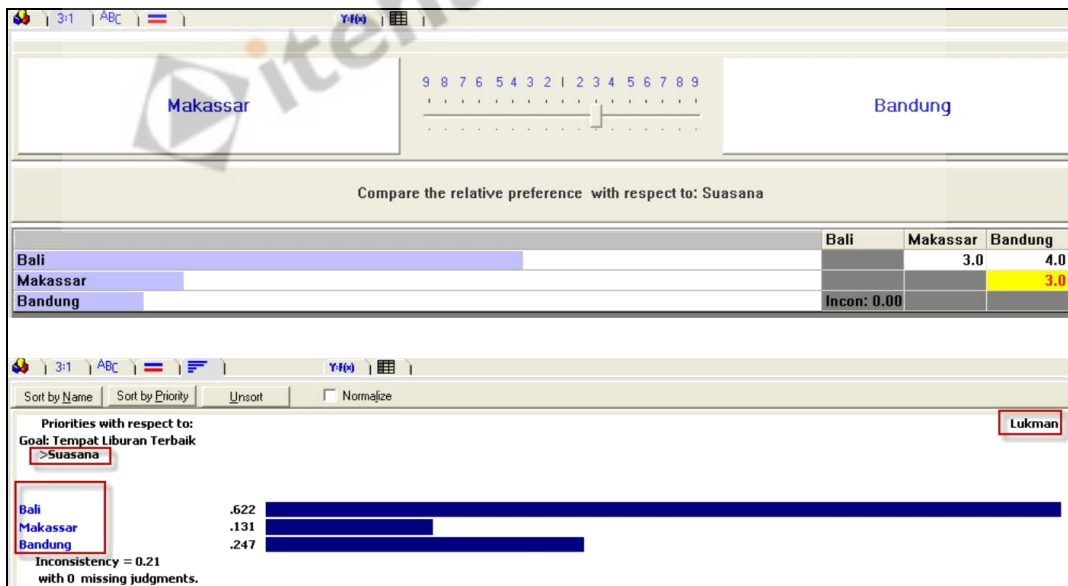 3:1 ABC Y=F(x)
iten
Makassar
9 8 7 6 5 4 3 2 1 2 3 4 5 6 7 8 9
Bandung
Compare the relative preference with respect to: Suasana
Bali Makassar Bandung
Bali 3.0 4.0
Makassar 3.0
Bandung Incon: 0.00
3:1 ABC Y=F(x)
Sort by Name Sort by Priority Unsort Normalize
Priorities with respect to: Lukman
Goal: Tempat Liburan Terbaik
>Suasana
Bali .622
Makassar .131
Bandung .247
Inconsistency = 0.21
with 0 missing judgments.